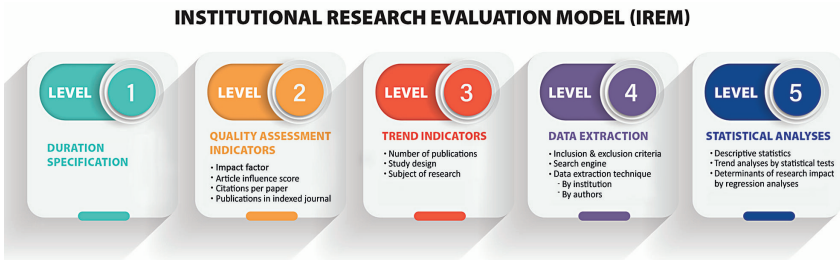 INSTITUTIONAL RESEARCH EVALUATION MODEL (IREM)
LEVEL 1
DURATION
SPECIFICATION
LEVEL 2
QUALITY ASSESSMENT
INDICATORS
• Impact factor
• Article influence score
• Citations per paper
• Publications in indexed journal
LEVEL 3
TREND INDICATORS
• Number of publications
• Study design
• Subject of research
LEVEL 4
DATA EXTRACTION
• Inclusion & exclusion criteria
• Search engine
• Data extraction technique
- By institution
- By authors
LEVEL 5
STATISTICAL ANALYSES
• Descriptive statistics
• Trend analyses by statistical tests
• Determinants of research impact
by regression analyses